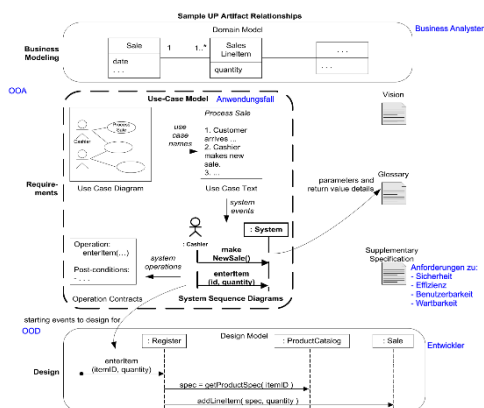 Sample UP Artifact Relationships
Domain Model
Business Analyster
Business
Modeling
Sale
date
. . .
1
1..*
Sales
LineItem
quantity
. . .
. . .
OOA
Use-Case Model
Anwendungsfall
Process Sale
Process
Sale
Cashier
use
case
names
1. Customer
arrives ...
2. Cashier
makes new
sale.
3. ...
Use Case Diagram
Use Case Text
Vision
Require-
ments
system
events
parameters and
return value details
Glossary
: System
: Cashier
Operation:
enterItem(…)
Post-conditions:
- . . .
Operation Contracts
system
operations
make
NewSale()
enterItem
(id, quantity)
System Sequence Diagrams
Supplementary
Specification
Anforderungen zu:
- Sicherheit
- Effizienz
- Benutzerbarkeit
- Wartbarkeit
starting events to design for
OOD
Design Model
Entwickler
: Register
: ProductCatalog
: Sale
Design
enterItem
(itemID, quantity)
spec = getProductSpec( itemID )
addLineItem( spec, quantity )